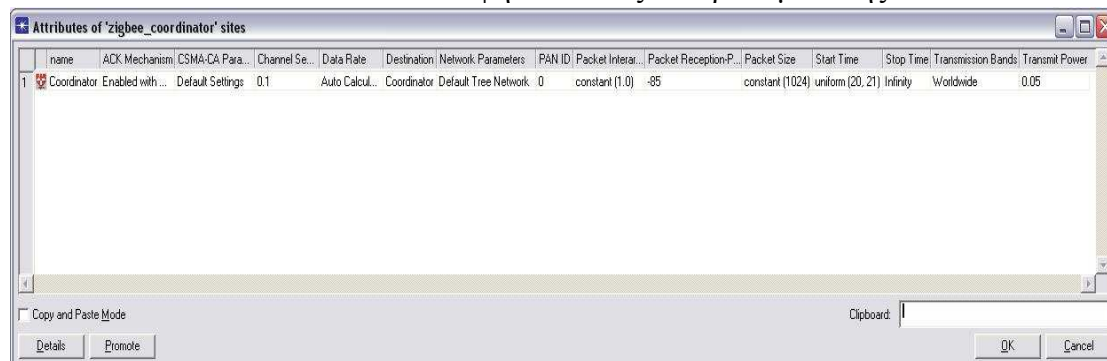 Attributes of 'zigbee_coordinator' sites
name ACK Mechanism CSMA-CA Para... Channel Se... Data Rate Destination Network Parameters PAN ID Packet Interar... Packet Reception-P... Packet Size Start Time Stop Time Transmission Bands Transmit Power
1 Coordinator Enabled with ... Default Settings 0.1 Auto Calcul... Coordinator Default Tree Network 0 constant (1.0) -85 constant (1024) uniform (20, 21) Infinity Worldwide 0.05
Copy and Paste Mode Clipboard:
Details Promote OK Cancel